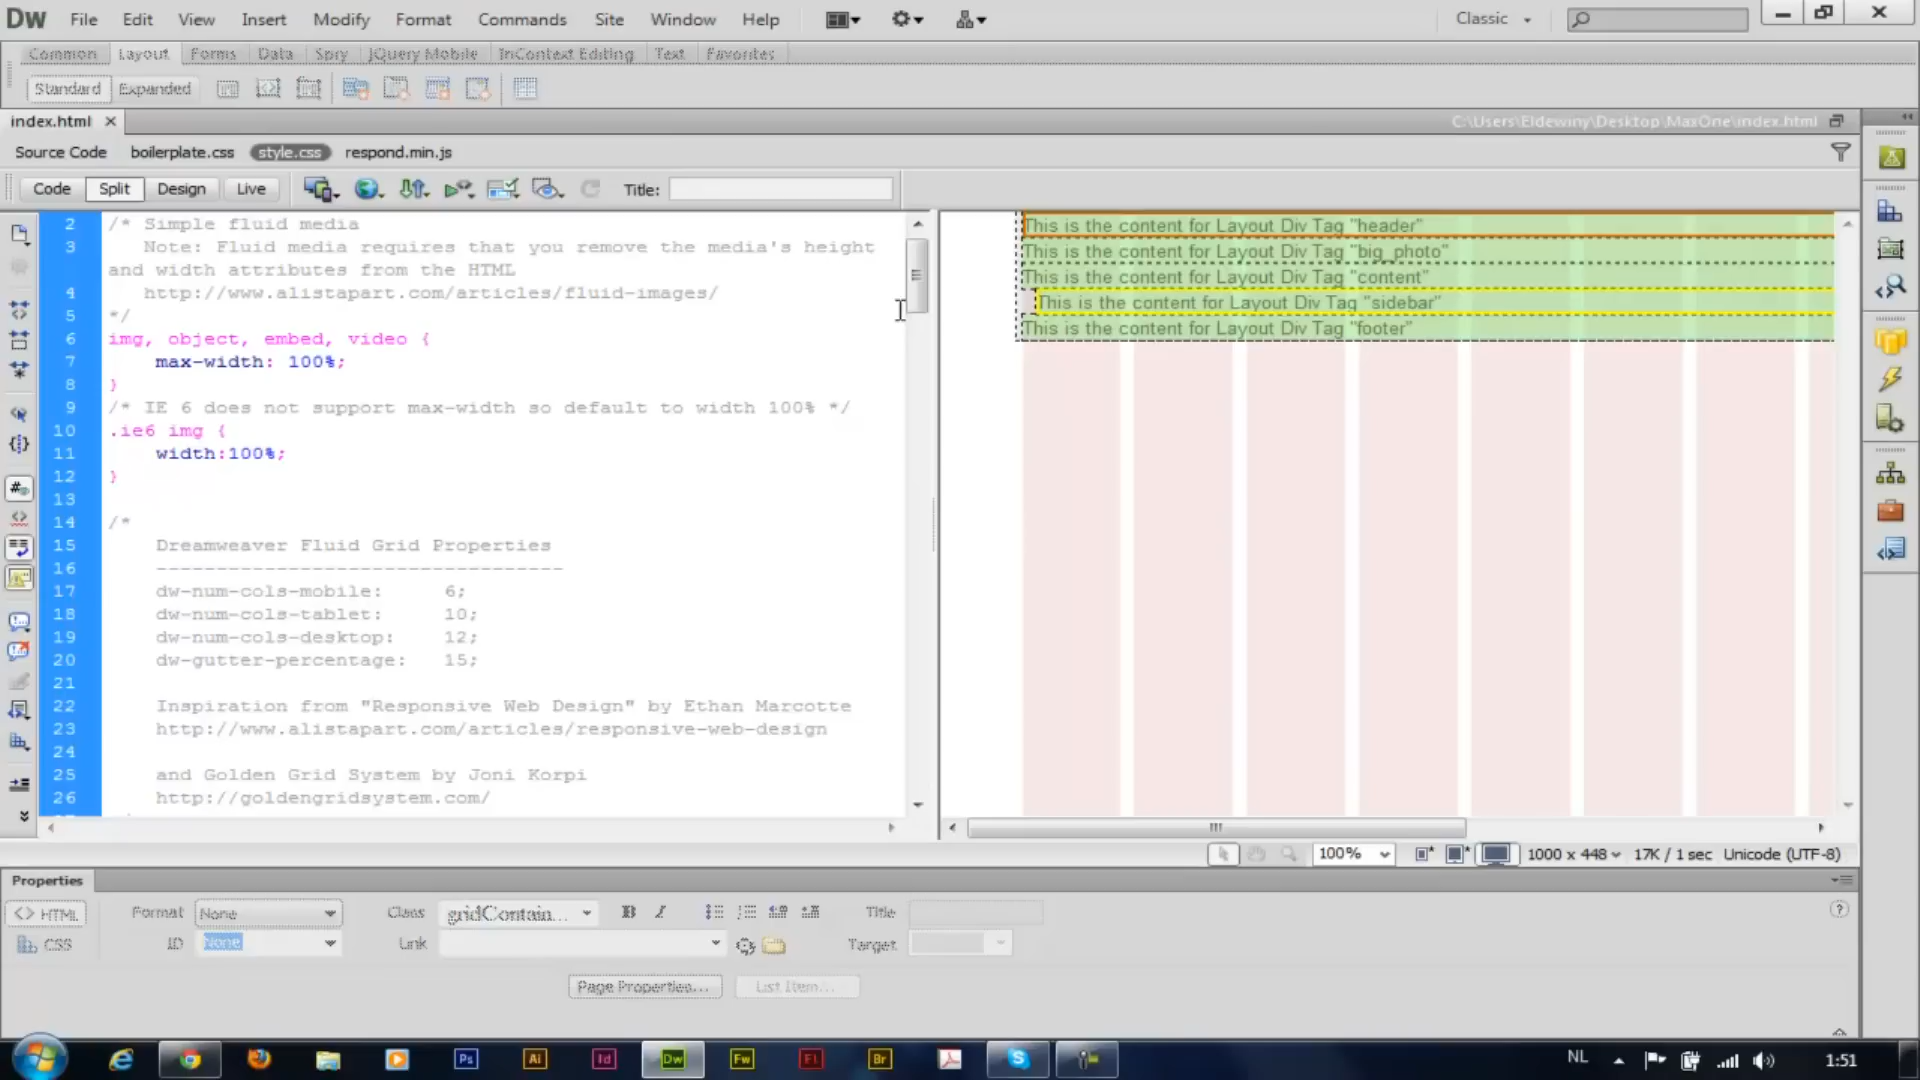 Dw File Edit View Insert Modify Format Commands Site Window Help Classic
Common Layout Forms Data Spry jQuery Mobile InContext Editing Text Favorites
Standard Expanded
index.html C:\Users\Eldewiny\Desktop\MaxOne\index.html
Source Code boilerplate.css style.css respond.min.js
Code Split Design Live Title:
2 /* Simple fluid media
3 Note: Fluid media requires that you remove the media's height
and width attributes from the HTML
4 http://www.alistapart.com/articles/fluid-images/
5 */
6 img, object, embed, video {
7 max-width: 100%;
8 }
9 /* IE 6 does not support max-width so default to width 100% */
10 .ie6 img {
11 width:100%;
12 }
13
14 /*
15 Dreamweaver Fluid Grid Properties
16 ----------------------------------
17 dw-num-cols-mobile: 6;
18 dw-num-cols-tablet: 10;
19 dw-num-cols-desktop: 12;
20 dw-gutter-percentage: 15;
21
22 Inspiration from "Responsive Web Design" by Ethan Marcotte
23 http://www.alistapart.com/articles/responsive-web-design
24
25 and Golden Grid System by Joni Korpi
26 http://goldengridsystem.com/
This is the content for Layout Div Tag "header"
This is the content for Layout Div Tag "big_photo"
This is the content for Layout Div Tag "content"
This is the content for Layout Div Tag "sidebar"
This is the content for Layout Div Tag "footer"
100% 1000 x 448 17K / 1 sec Unicode (UTF-8)
Properties
<> HTML Format None Class gridContain... B I Title
CSS ID None Link Target
Page Properties... List Item...
Ps Ai Id Dw Fw Fl Br NL 1:51